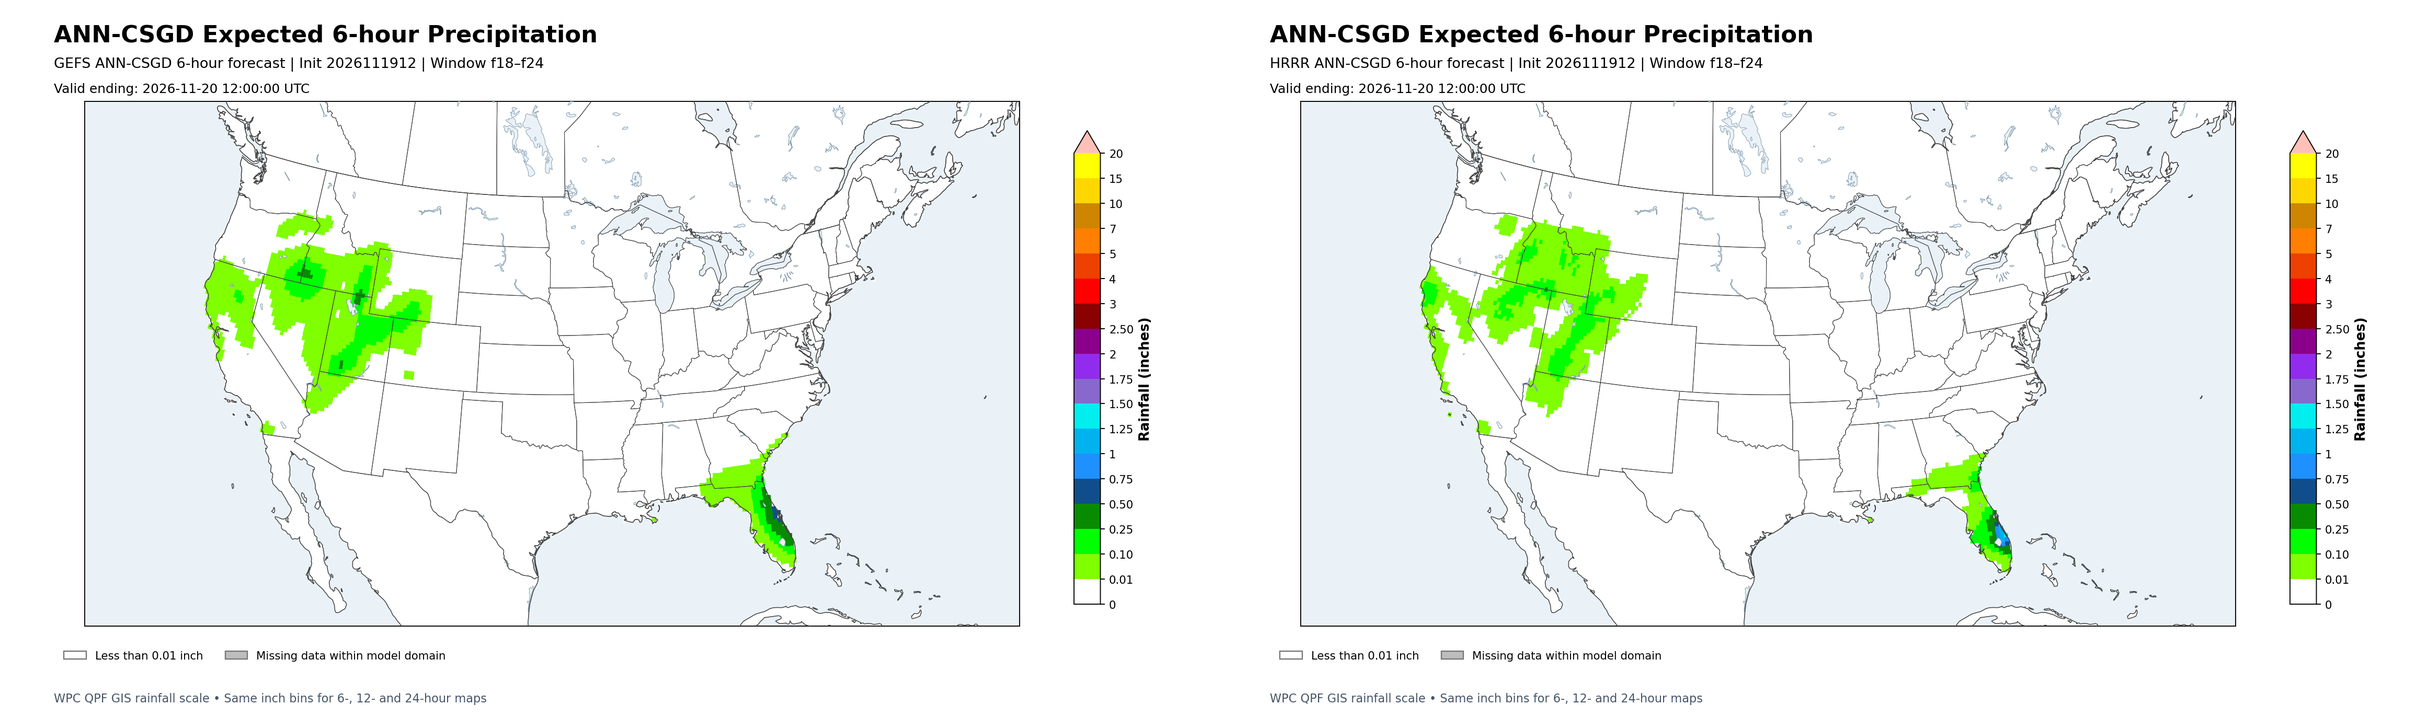 ANN-CSGD Expected 6-hour Precipitation
GEFS ANN-CSGD 6-hour forecast | Init 2026111912 | Window f18–f24
Valid ending: 2026-11-20 12:00:00 UTC
20
15
10
7
5
4
3
2.50
2
1.75
1.50
1.25
1
0.75
0.50
0.25
0.10
0.01
0
Rainfall (inches)
Less than 0.01 inch
Missing data within model domain
WPC QPF GIS rainfall scale • Same inch bins for 6-, 12- and 24-hour maps
ANN-CSGD Expected 6-hour Precipitation
HRRR ANN-CSGD 6-hour forecast | Init 2026111912 | Window f18–f24
Valid ending: 2026-11-20 12:00:00 UTC
20
15
10
7
5
4
3
2.50
2
1.75
1.50
1.25
1
0.75
0.50
0.25
0.10
0.01
0
Rainfall (inches)
Less than 0.01 inch
Missing data within model domain
WPC QPF GIS rainfall scale • Same inch bins for 6-, 12- and 24-hour maps